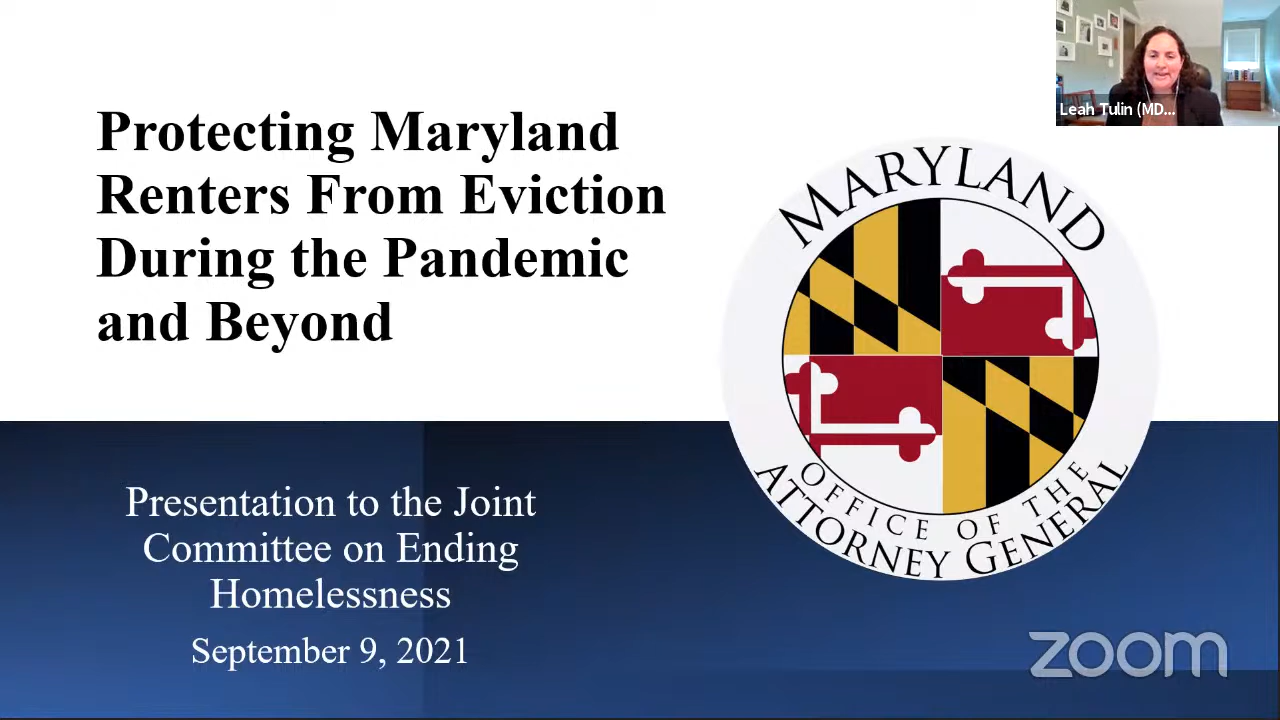 Protecting Maryland
Renters From Eviction
During the Pandemic
and Beyond
Leah Tulin (MD...
MARYLAND
OFFICE OF THE
ATTORNEY GENERAL
Presentation to the Joint
Committee on Ending
Homelessness
September 9, 2021
zoom